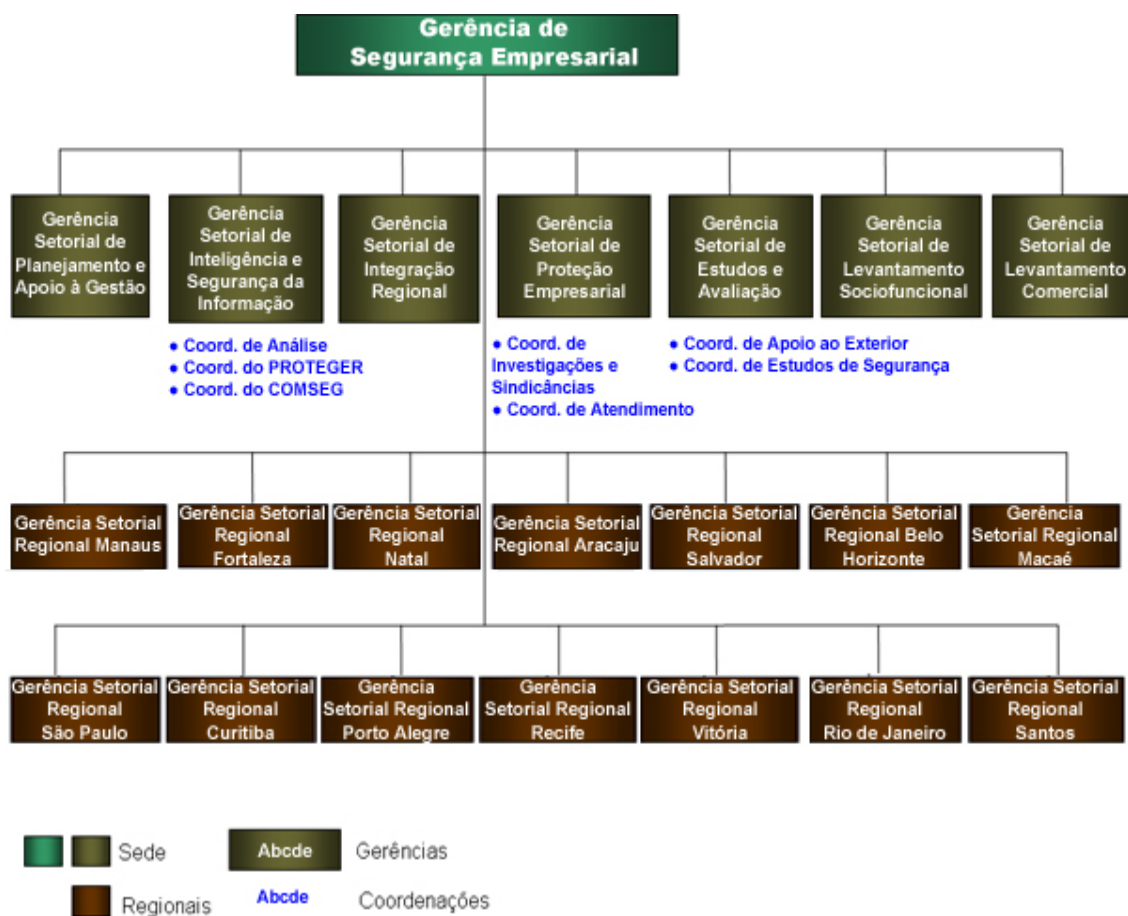 Gerência de
Segurança Empresarial
Gerência
Setorial de
Planejamento e
Apoio à Gestão
Gerência
Setorial de
Inteligência e
Segurança da
Informação
Gerência
Setorial de
Integração
Regional
Gerência
Setorial de
Proteção
Empresarial
Gerência
Setorial de
Estudos e
Avaliação
Gerência
Setorial de
Levantamento
Sociofuncional
Gerência
Setorial de
Levantamento
Comercial
● Coord. de Análise
● Coord. do PROTEGER
● Coord. do COMSEG
● Coord. de
Investigações e
Sindicâncias
● Coord. de Atendimento
● Coord. de Apoio ao Exterior
● Coord. de Estudos de Segurança
Gerência Setorial
Regional Manaus
Gerência Setorial
Regional
Fortaleza
Gerência Setorial
Regional
Natal
Gerência Setorial
Regional Aracaju
Gerência Setorial
Regional
Salvador
Gerência Setorial
Regional Belo
Horizonte
Gerência
Setorial Regional
Macaé
Gerência Setorial
Regional
São Paulo
Gerência Setorial
Regional
Curitiba
Gerência
Setorial Regional
Porto Alegre
Gerência
Setorial Regional
Recife
Gerência Setorial
Regional
Vitória
Gerência Setorial
Regional
Rio de Janeiro
Gerência Setorial
Regional
Santos
Sede
Abcde
Gerências
Regionais
Abcde
Coordenações